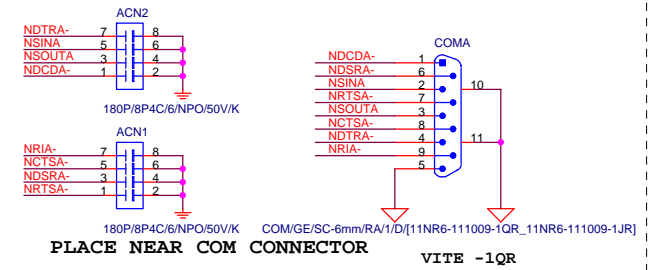 ACN2
NDTRA- 7 8
NSINA 5 6
NSOUTA 3 4
NDCDA- 1 2
180P/8P4C/6/NPO/50V/K
ACN1
NRIA- 7 8
NCTSA- 5 6
NDSRA- 3 4
NRTSA- 1 2
180P/8P4C/6/NPO/50V/K
COMA
NDCDA- 1
NDSRA- 6
NSINA 2 10
NRTSA- 7
NSOUTA 3
NCTSA- 8
NDTRA- 4 11
NRIA- 9
5
COM/GE/SC-6mm/RA/1/D/[11NR6-111009-1QR_11NR6-111009-1JR]
PLACE NEAR COM CONNECTOR
VITE -1QR